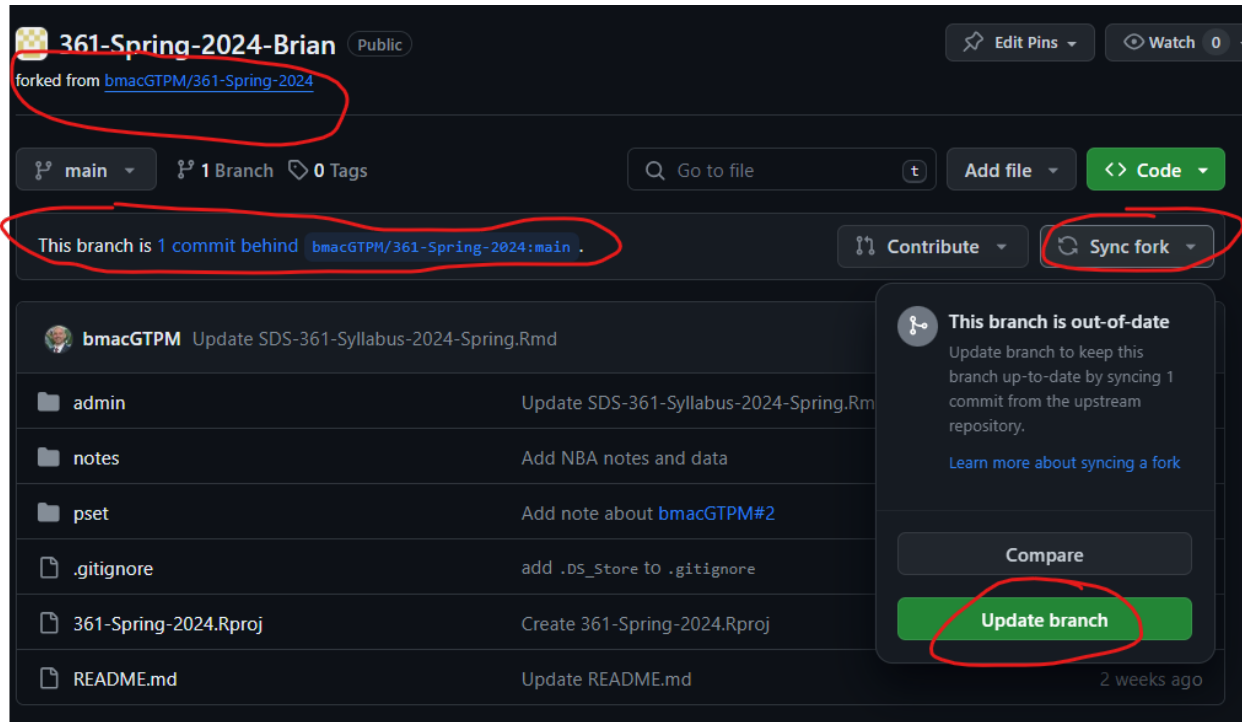 361-Spring-2024-Brian Public Edit Pins Watch 0
forked from bmacGTPM/361-Spring-2024
main 1 Branch 0 Tags Go to file t Add file <> Code
This branch is 1 commit behind bmacGTPM/361-Spring-2024:main . Contribute Sync fork
bmacGTPM Update SDS-361-Syllabus-2024-Spring.Rmd
admin Update SDS-361-Syllabus-2024-Spring.Rm
notes Add NBA notes and data
pset Add note about bmacGTPM#2
.gitignore add .DS_Store to .gitignore
361-Spring-2024.Rproj Create 361-Spring-2024.Rproj
README.md Update README.md 2 weeks ago
This branch is out-of-date
Update branch to keep this
branch up-to-date by syncing 1
commit from the upstream
repository.
Learn more about syncing a fork
Compare
Update branch